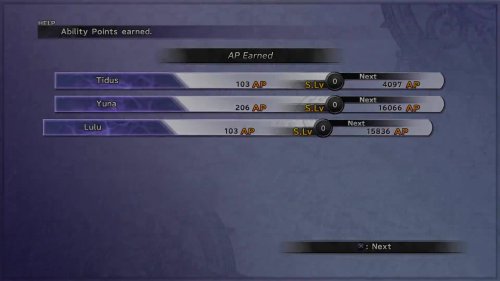 HELP
Ability Points earned.
AP Earned
Tidus 103 AP S.Lv 0 Next 4097 AP
Yuna 206 AP S.Lv 0 Next 16066 AP
Lulu 103 AP S.Lv 0 Next 15836 AP
: Next